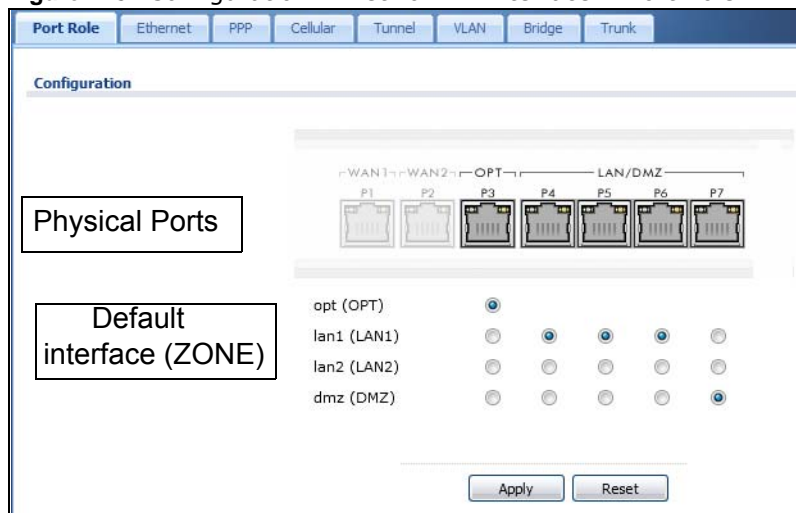 Port Role Ethernet PPP Cellular Tunnel VLAN Bridge Trunk
Configuration
WAN1 WAN2 OPT LAN/DMZ
P1 P2 P3 P4 P5 P6 P7
Physical Ports
opt (OPT)
Default
interface (ZONE)
lan1 (LAN1)
lan2 (LAN2)
dmz (DMZ)
Apply Reset